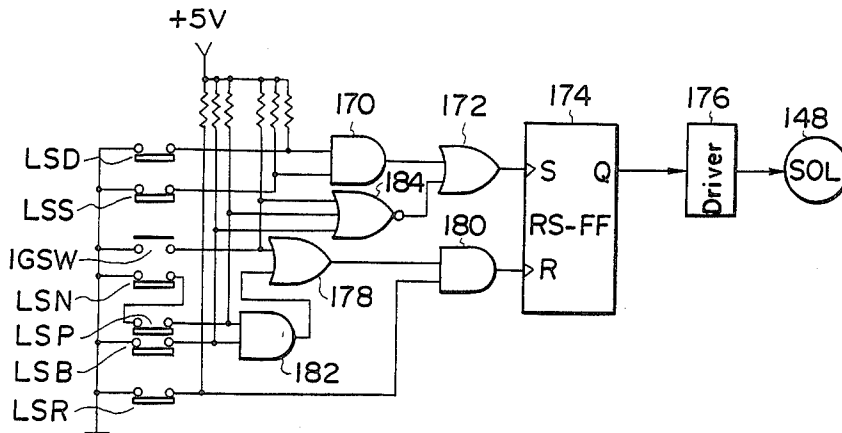 +5V
170
172
174
176
148
LSD
LSS
IGSW
LSN
LSP
LSB
LSR
184
180
178
182
S
Q
RS-FF
R
Driver
SOL